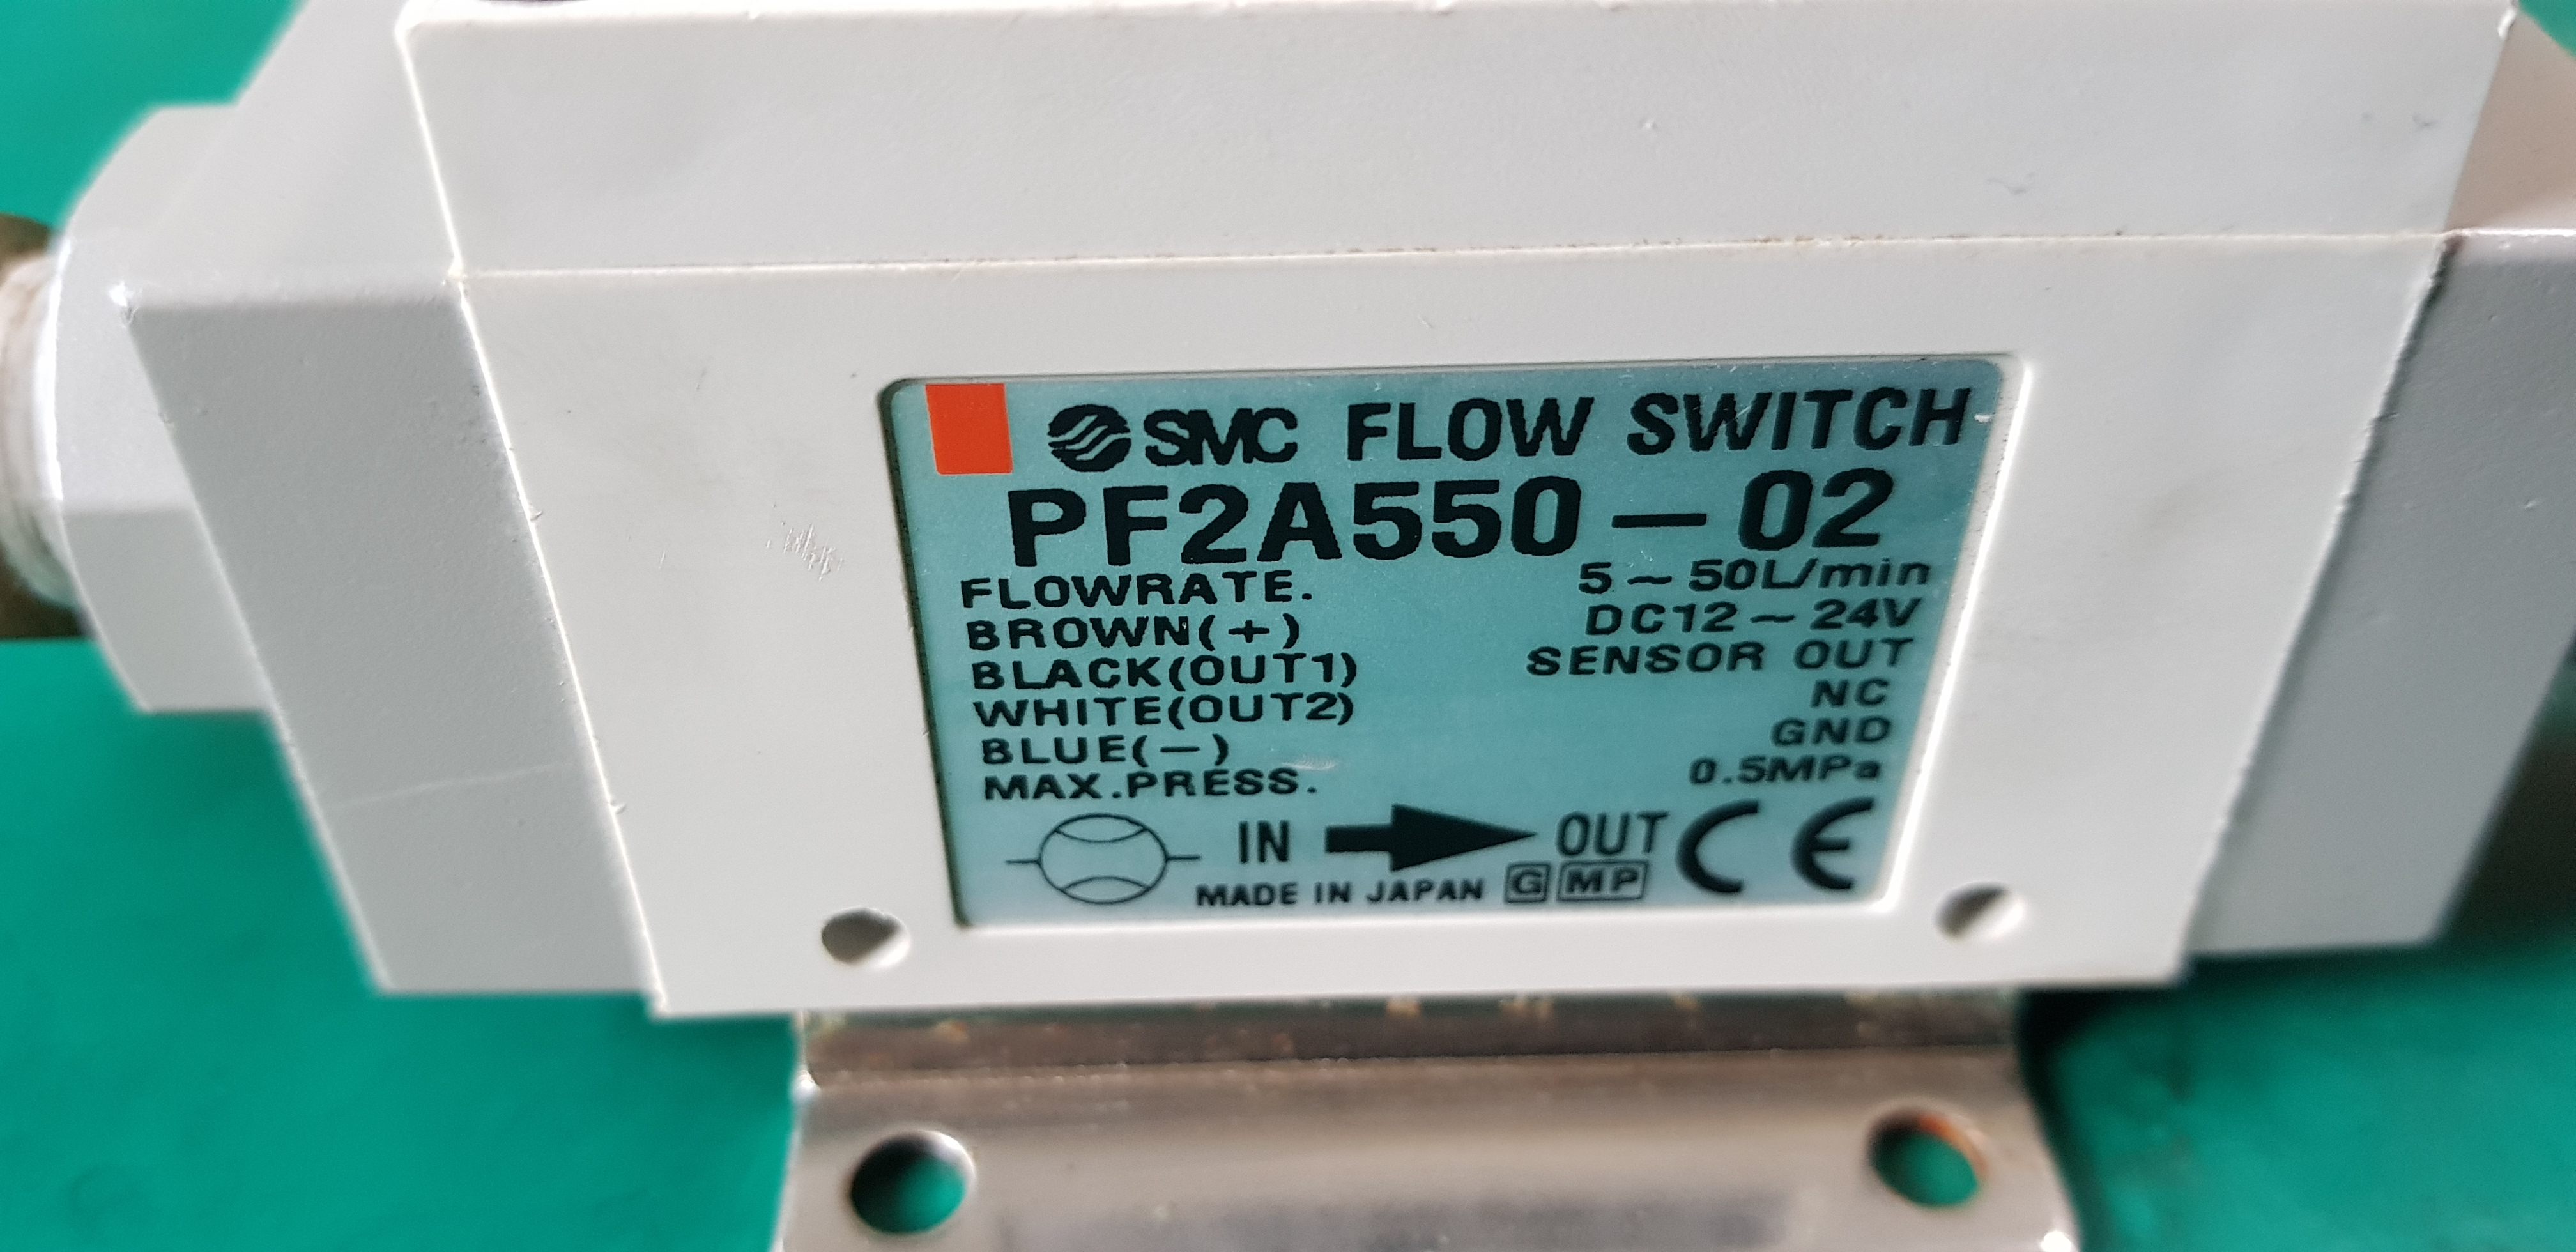 SMC FLOW SWITCH
PF2A550-02
FLOWRATE. 5~50L/min
BROWN(+) DC12~24V
BLACK(OUT1) SENSOR OUT
WHITE(OUT2) NC
BLUE(-) GND
MAX.PRESS. 0.5MPa
IN OUT CE
MADE IN JAPAN G MP